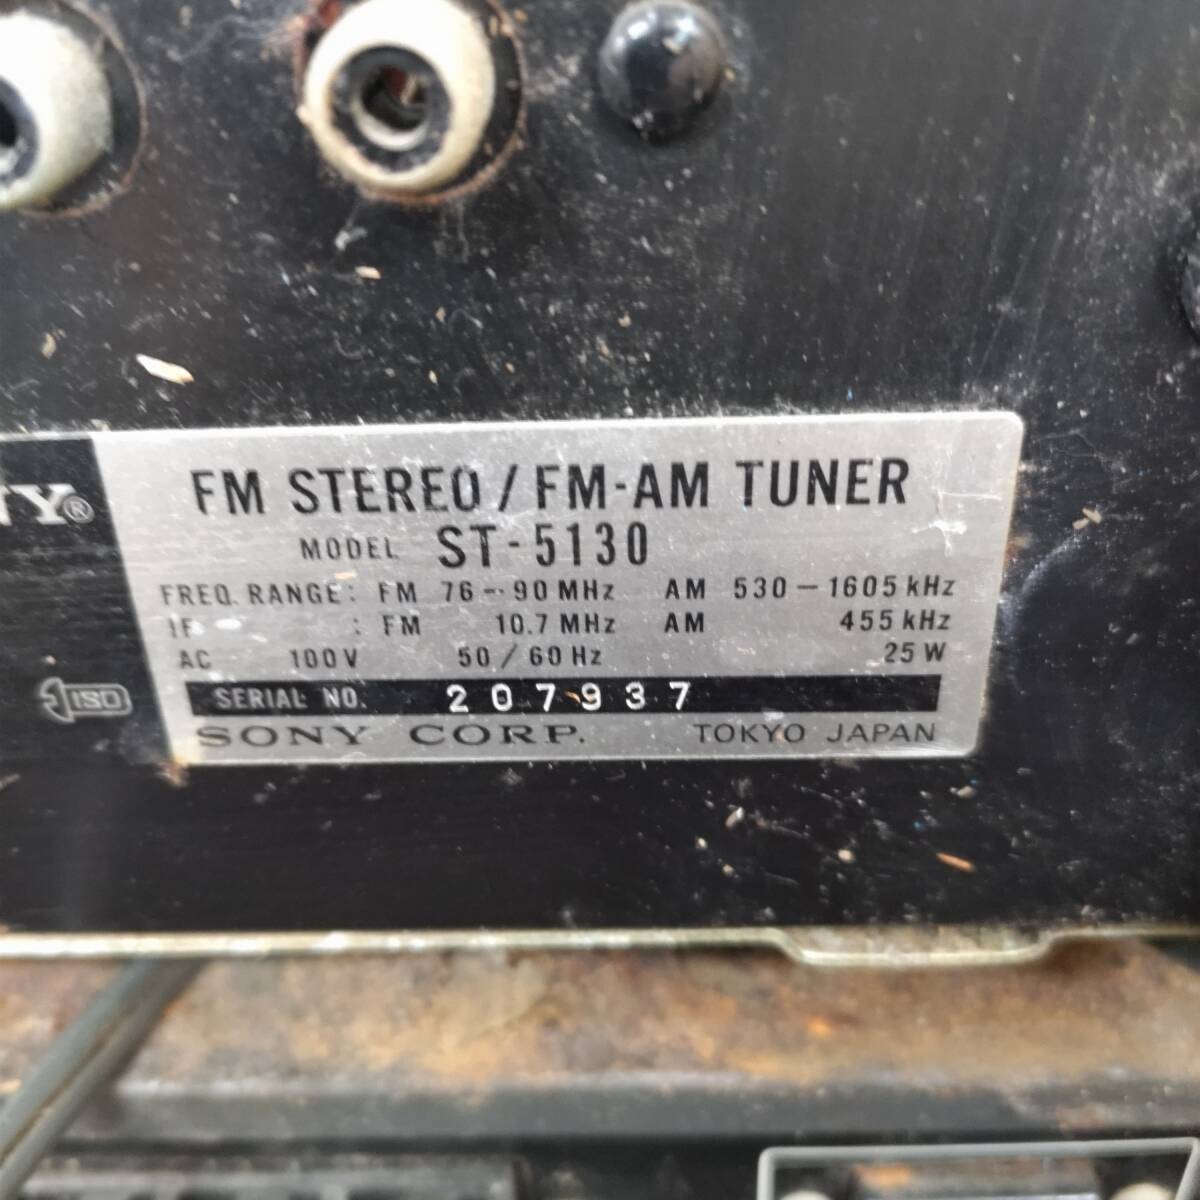 FM STEREO / FM-AM TUNER
NY®
MODEL ST-5130
FREQ. RANGE: FM 76-90 MHz AM 530-1605 kHz
IF : FM 10.7 MHz AM 455 kHz
AC 100V 50/60 Hz 25 W
ISO
SERIAL NO. 207937
SONY CORP. TOKYO JAPAN